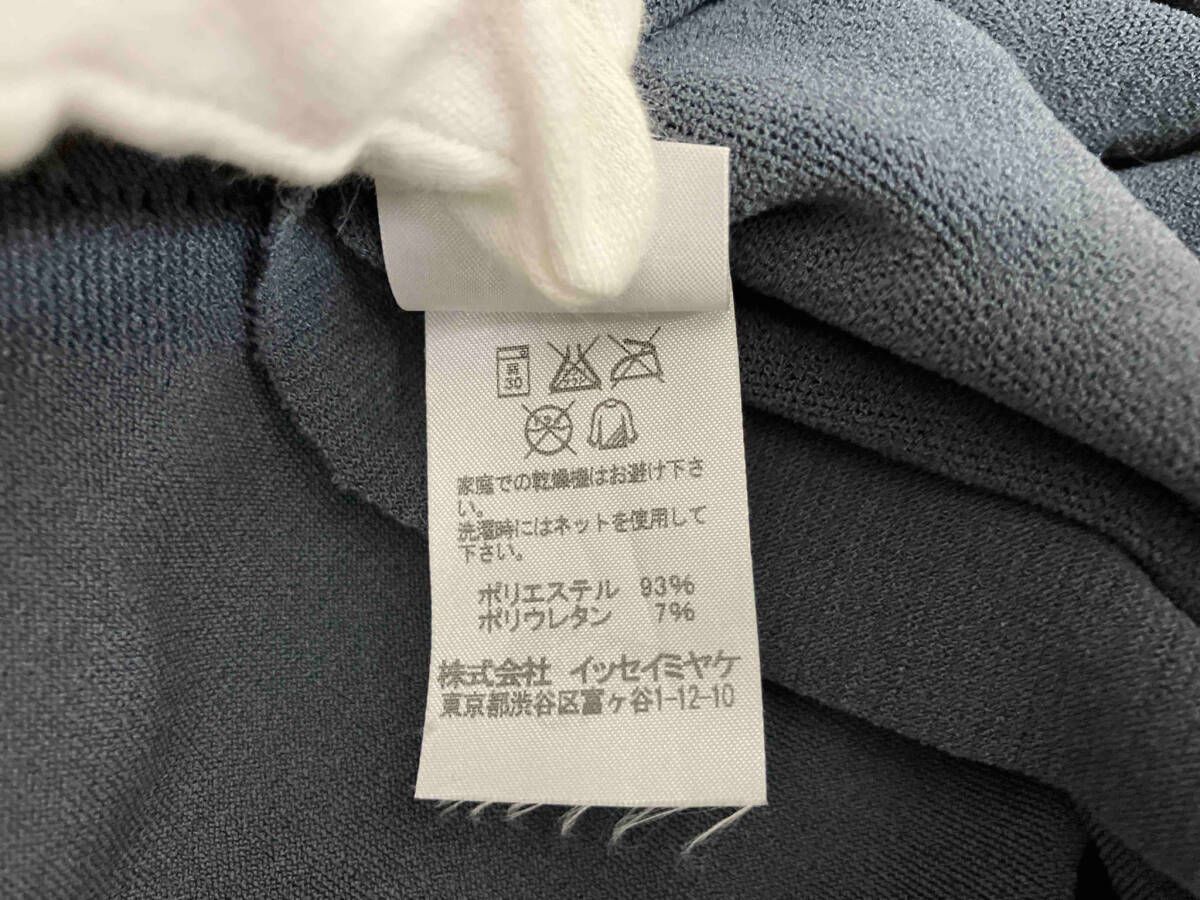 弱
30
家庭での乾燥機はお避け下さ
い。
洗濯時にはネットを使用して
下さい。
ポリエステル 93%
ポリウレタン 7%
株式会社 イッセイミヤケ
東京都渋谷区富ヶ谷1-12-10